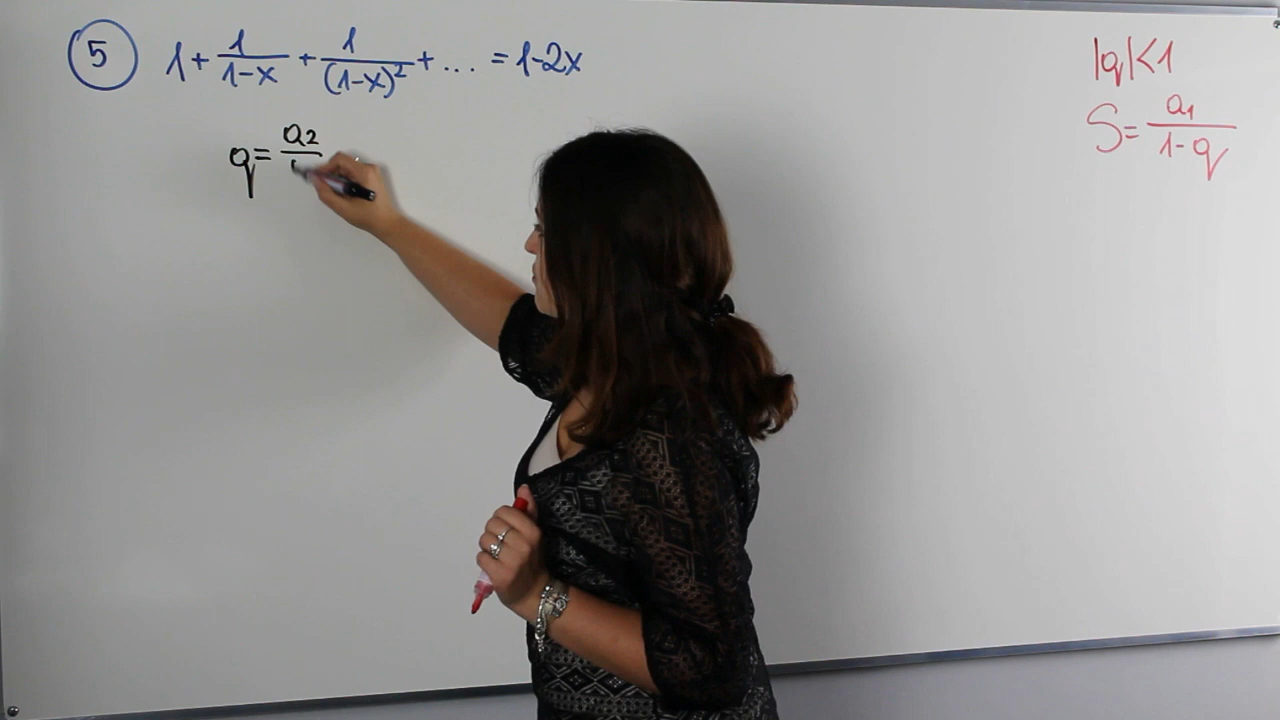 5 1 + 1/(1-x) + 1/(1-x)² + ... = 1-2x
q = a₂/
|q| < 1
S = a₁/(1-q)